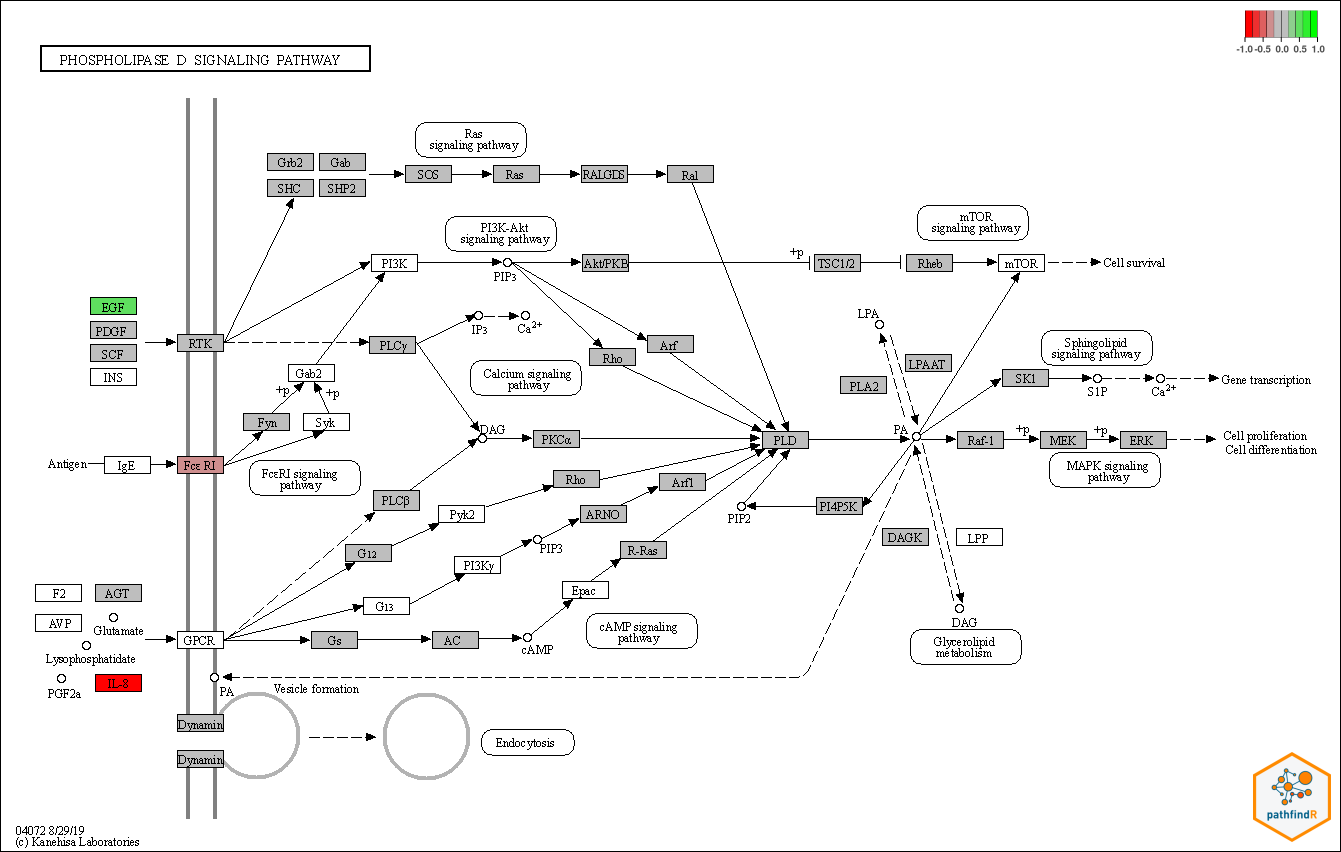 -1.0 -0.5 0.0 0.5 1.0
PHOSPHOLIPASE D SIGNALING PATHWAY
Ras
signaling pathway
Grb2
Gab
SHC
SHP2
SOS
Ras
RALGDS
Ral
PI3K-Akt
signaling pathway
mTOR
signaling pathway
PI3K
PIP3
Akt/PKB
+p
TSC1/2
Rheb
mTOR
Cell survival
EGF
PDGF
SCF
INS
RTK
PLCγ
IP3
Ca2+
Rho
Arf
LPA
LPAAT
PLA2
Sphingolipid
signaling pathway
Gab2
+p
+p
Calcium signaling
pathway
SK1
S1P
Ca2+
Gene transcription
Fyn
Syk
DAG
PKCα
PLD
PA
Raf-1
+p
MEK
+p
ERK
Cell proliferation
Cell differentiation
Antigen
IgE
Fcε RI
FcεRI signaling
pathway
MAPK signaling
pathway
PLCβ
Rho
Arf1
Pyk2
ARNO
PIP2
PI4P5K
G12
PIP3
R-Ras
DAGK
LPP
PI3Kγ
Epac
F2
AGT
G13
AVP
Glutamate
GPCR
Gs
AC
cAMP
cAMP signaling
pathway
DAG
Glycerolipid
metabolism
Lysophosphatidate
PGF2a
IL-8
PA
Vesicle formation
Dynamin
Dynamin
Endocytosis
pathfindR
04072 8/29/19
(c) Kanehisa Laboratories